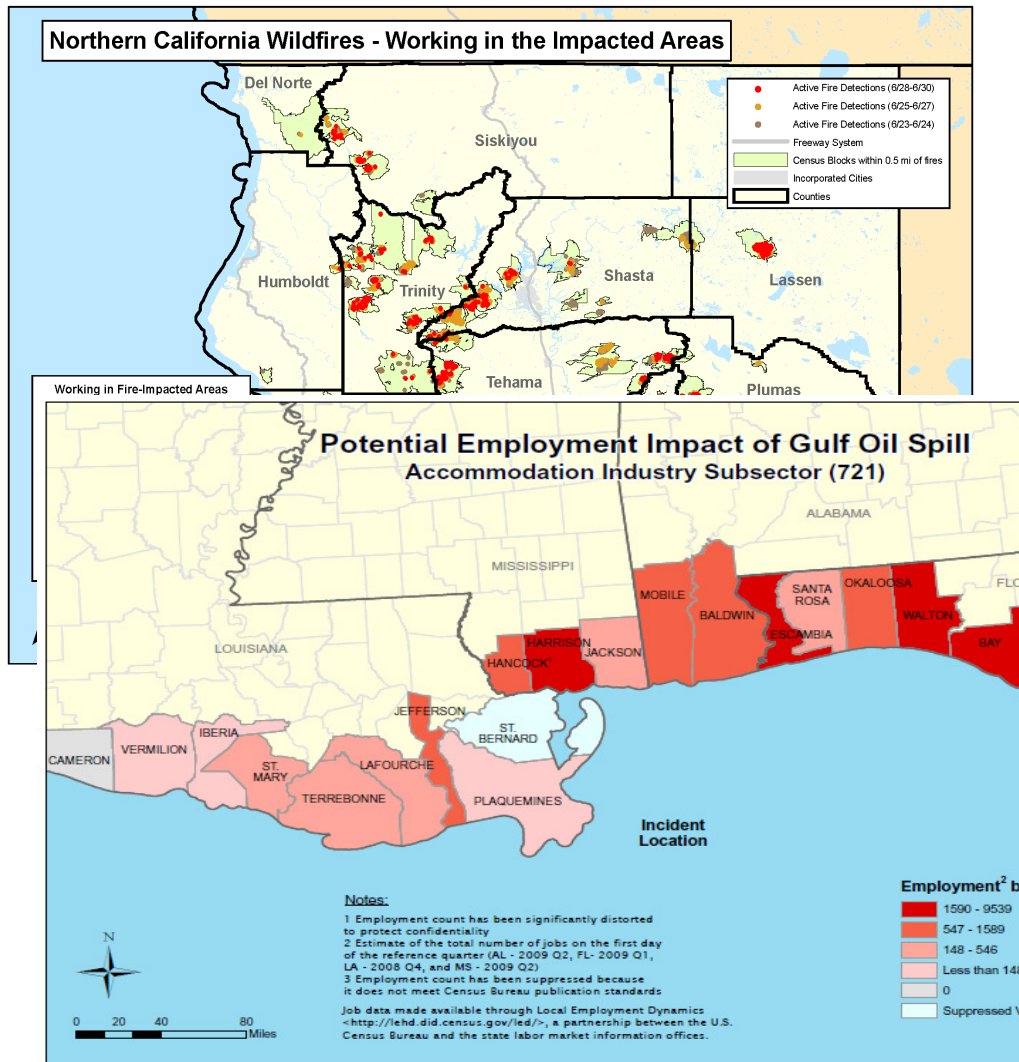 Northern California Wildfires - Working in the Impacted Areas
Del Norte
Siskiyou
Active Fire Detections (6/28-6/30)
Active Fire Detections (6/25-6/27)
Active Fire Detections (6/23-6/24)
Freeway System
Census Blocks within 0.5 mi of fires
Incorporated Cities
Counties
Humboldt
Trinity
Shasta
Lassen
Tehama
Plumas
Working in Fire-Impacted Areas
Potential Employment Impact of Gulf Oil Spill
Accommodation Industry Subsector (721)
ALABAMA
MISSISSIPPI
LOUISIANA
FLO
MOBILE
BALDWIN
ESCAMBIA
SANTA
ROSA
OKALOOSA
WALTON
BAY
HANCOCK¹
HARRISON
JACKSON
JEFFERSON
ST.
BERNARD
CAMERON
VERMILION
IBERIA
ST.
MARY
LAFOURCHE
TERREBONNE
PLAQUEMINES
Incident
Location
Notes:
1 Employment count has been significantly distorted
to protect confidentiality
2 Estimate of the total number of jobs on the first day
of the reference quarter (AL - 2009 Q2, FL- 2009 Q1,
LA - 2008 Q4, and MS - 2009 Q2)
3 Employment count has been suppressed because
it does not meet Census Bureau publication standards
Job data made available through Local Employment Dynamics
<http://lehd.did.census.gov/led/>, a partnership between the U.S.
Census Bureau and the state labor market information offices.
N
0 20 40 80
Miles
Employment² b
1590 - 9539
547 - 1589
148 - 546
Less than 148
0
Suppressed V